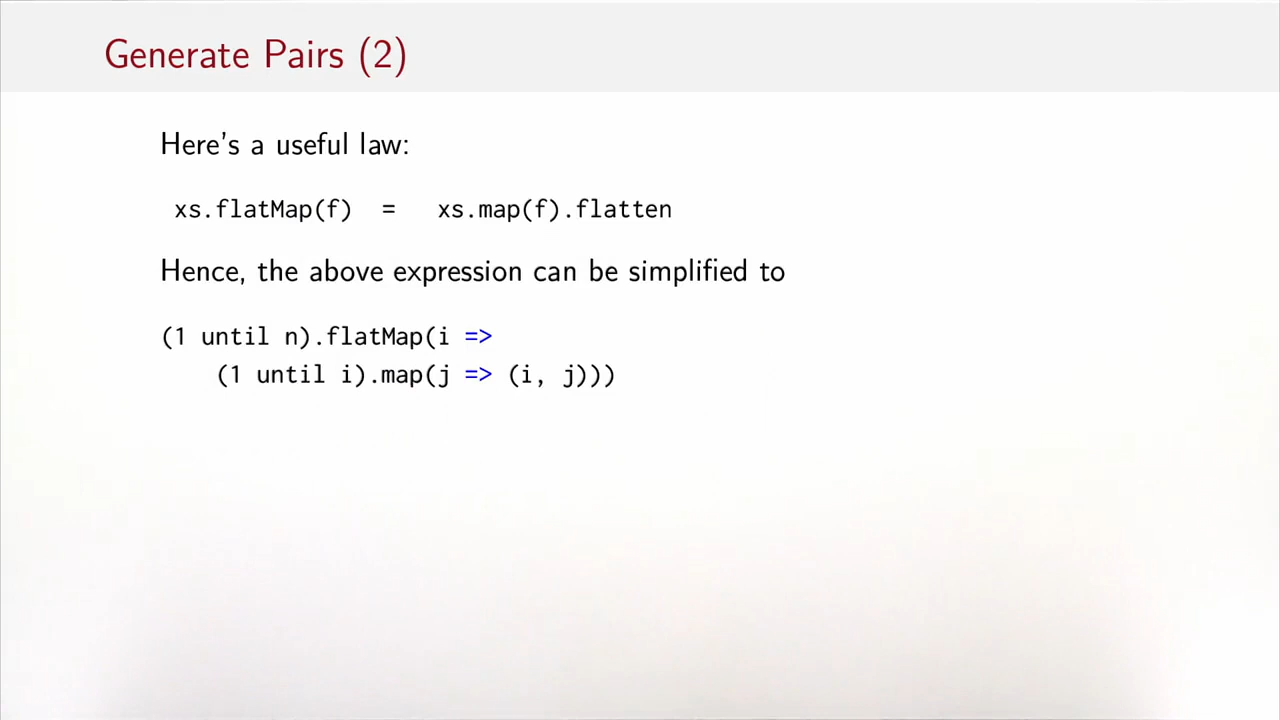 Generate Pairs (2)
Here's a useful law:
xs.flatMap(f) = xs.map(f).flatten
Hence, the above expression can be simplified to
(1 until n).flatMap(i =>
(1 until i).map(j => (i, j)))